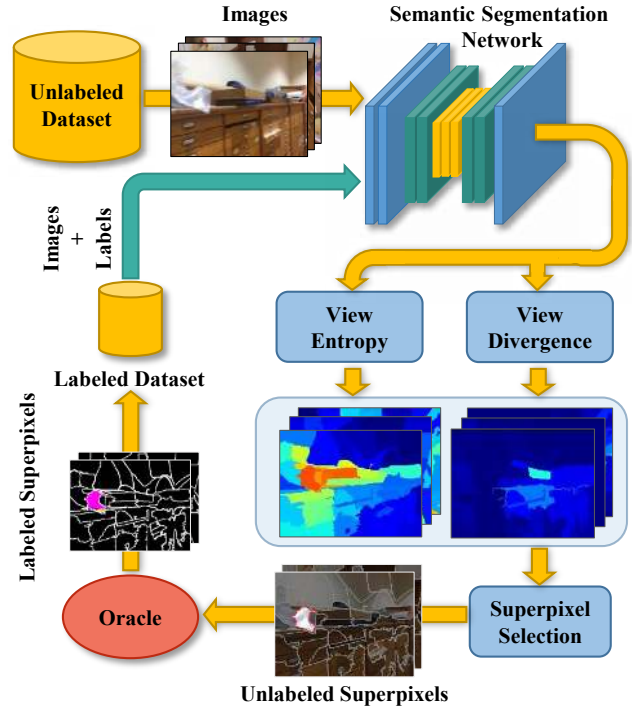 Images
Semantic Segmentation
Network
Unlabeled
Dataset
Images
+
Labels
View
Entropy
View
Divergence
Labeled Dataset
Labeled Superpixels
Oracle
Superpixel
Selection
Unlabeled Superpixels